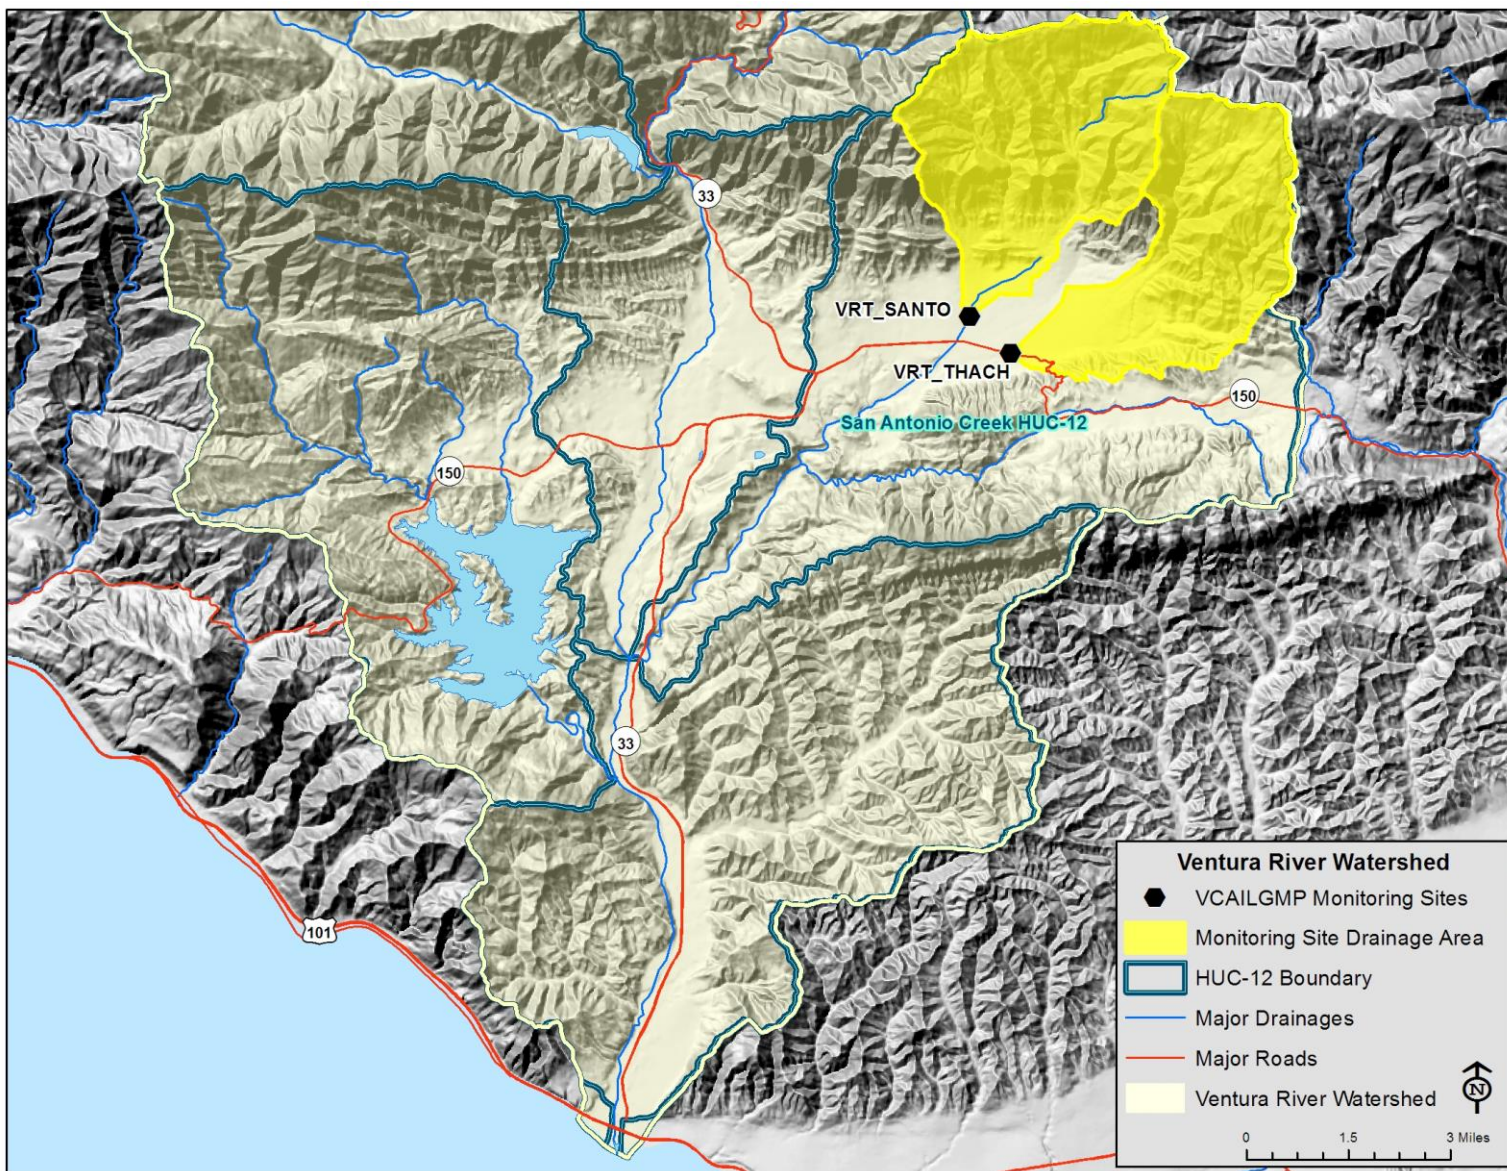 33
VRT_SANTO
VRT_THACH
150
San Antonio Creek HUC-12
150
33
101
Ventura River Watershed
VCAILGMP Monitoring Sites
Monitoring Site Drainage Area
HUC-12 Boundary
Major Drainages
Major Roads
Ventura River Watershed
N
0 1.5 3 Miles